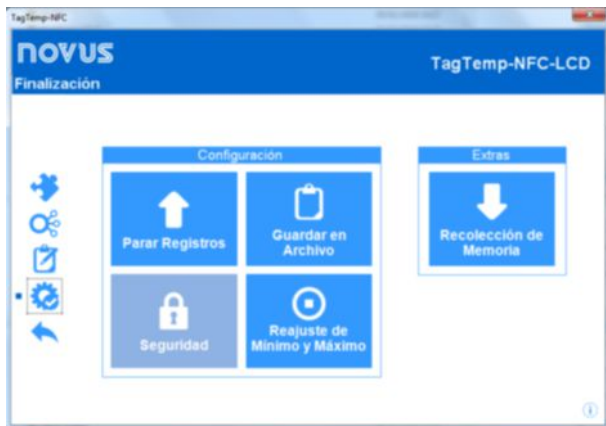 TagTemp-NFC
novus
TagTemp-NFC-LCD
Finalización
Configuración
Extras
Parar Registros
Guardar en
Archivo
Recolección de
Memoria
Seguridad
Reajuste de
Mínimo y Máximo